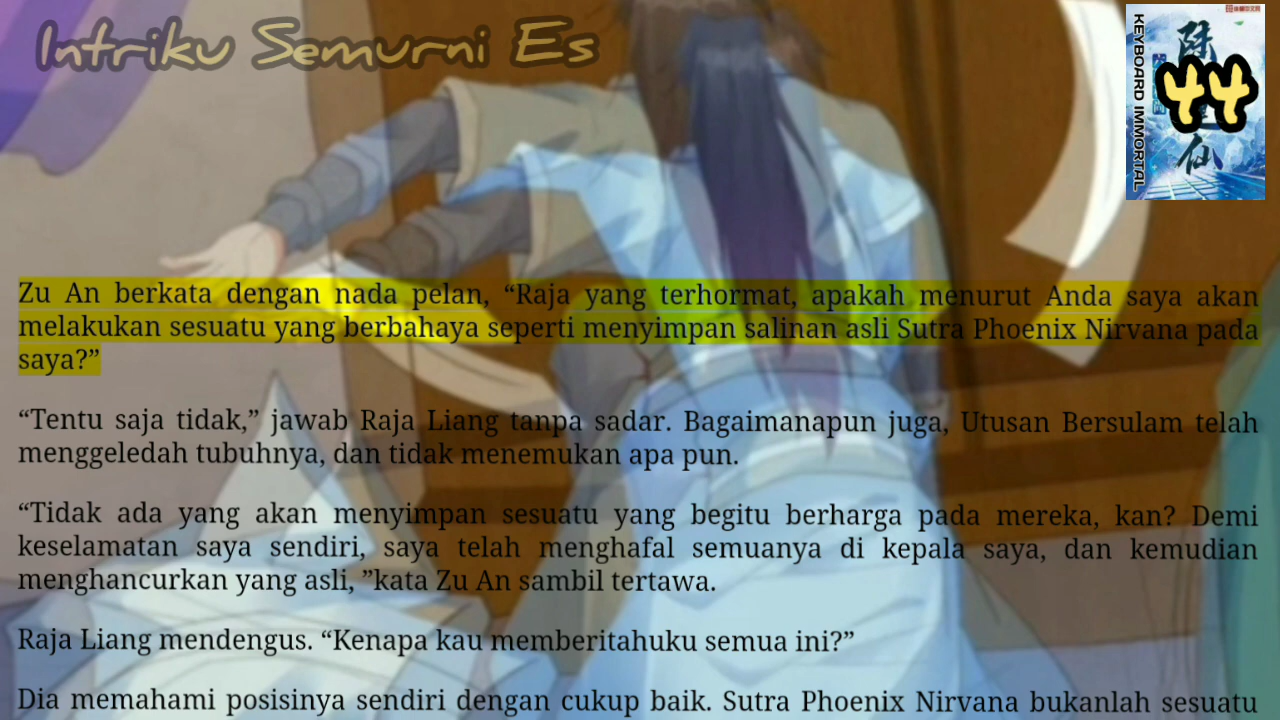 Intriku Semurni Es
KEYBOARD IMMORTAL
44
Zu An berkata dengan nada pelan, “Raja yang terhormat, apakah menurut Anda saya akan
melakukan sesuatu yang berbahaya seperti menyimpan salinan asli Sutra Phoenix Nirvana pada
saya?”
“Tentu saja tidak,” jawab Raja Liang tanpa sadar. Bagaimanapun juga, Utusan Bersulam telah
menggeledah tubuhnya, dan tidak menemukan apa pun.
“Tidak ada yang akan menyimpan sesuatu yang begitu berharga pada mereka, kan? Demi
keselamatan saya sendiri, saya telah menghafal semuanya di kepala saya, dan kemudian
menghancurkan yang asli, ”kata Zu An sambil tertawa.
Raja Liang mendengus. “Kenapa kau memberitahuku semua ini?”
Dia memahami posisinya sendiri dengan cukup baik. Sutra Phoenix Nirvana bukanlah sesuatu